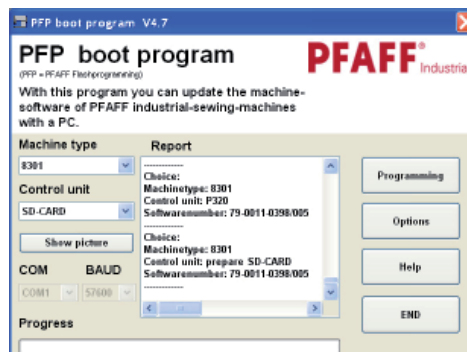 PFP boot program V4.7
PFP boot program
(PFP = PFAFF Flashprogramming)
PFAFF®
Industrial
With this program you can update the machine-
software of PFAFF industrial-sewing-machines
with a PC.
Machine type
8301
Control unit
SD-CARD
Show picture
COM BAUD
COM1 57600
Report
------------
Choice:
Machinetype: 8301
Control unit: P320
Softwarenumber: 79-0011-0398/005
------------
Choice:
Machinetype: 8301
Control unit: prepare SD-CARD
Softwarenumber: 79-0011-0398/005
------------
Programming
Options
Help
END
Progress